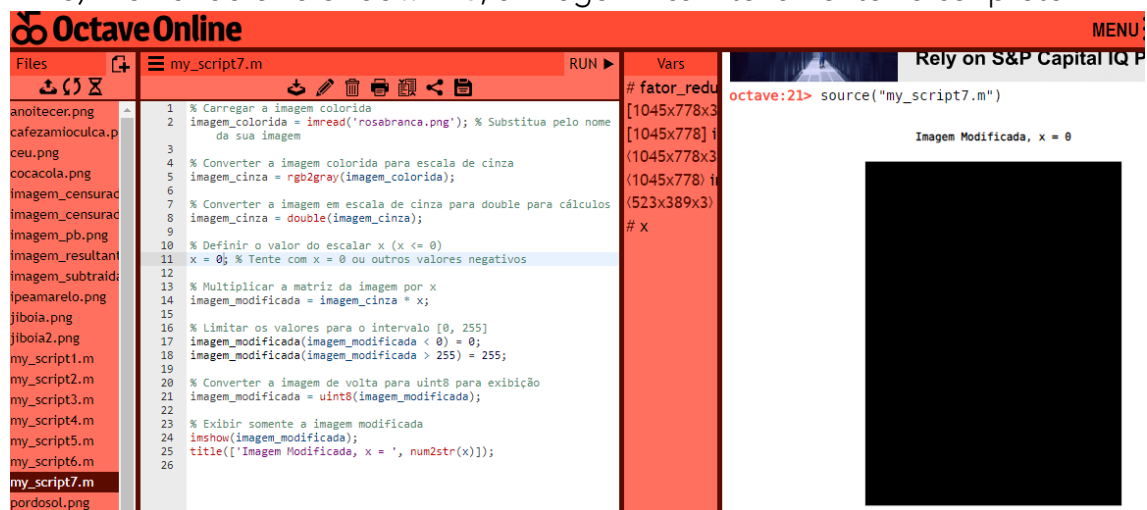 Octave Online
MENU
Files
my_script7.m
RUN
Vars
anoitecer.png
cafezamioculca.p
ceu.png
cocacola.png
imagem_censurad
imagem_censurad
imagem_pb.png
imagem_resultant
imagem_subtraida
ipeamarelo.png
jiboia.png
jiboia2.png
my_script1.m
my_script2.m
my_script3.m
my_script4.m
my_script5.m
my_script6.m
my_script7.m
pordosol.png
1 % Carregar a imagem colorida
2 imagem_colorida = imread('rosabranca.png'); % Substitua pelo nome
da sua imagem
3
4 % Converter a imagem colorida para escala de cinza
5 imagem_cinza = rgb2gray(imagem_colorida);
6
7 % Converter a imagem em escala de cinza para double para cálculos
8 imagem_cinza = double(imagem_cinza);
9
10 % Definir o valor do escalar x (x <= 0)
11 x = 0; % Tente com x = 0 ou outros valores negativos
12
13 % Multiplicar a matriz da imagem por x
14 imagem_modificada = imagem_cinza * x;
15
16 % Limitar os valores para o intervalo [0, 255]
17 imagem_modificada(imagem_modificada < 0) = 0;
18 imagem_modificada(imagem_modificada > 255) = 255;
19
20 % Converter a imagem de volta para uint8 para exibição
21 imagem_modificada = uint8(imagem_modificada);
22
23 % Exibir somente a imagem modificada
24 imshow(imagem_modificada);
25 title(['Imagem Modificada, x = ', num2str(x)]);
26
# fator_redu
[1045x778x3
[1045x778] i
(1045x778x3
(1045x778) i
(523x389x3)
# x
Rely on S&P Capital IQ P
octave:21> source("my_script7.m")
Imagem Modificada, x = 0